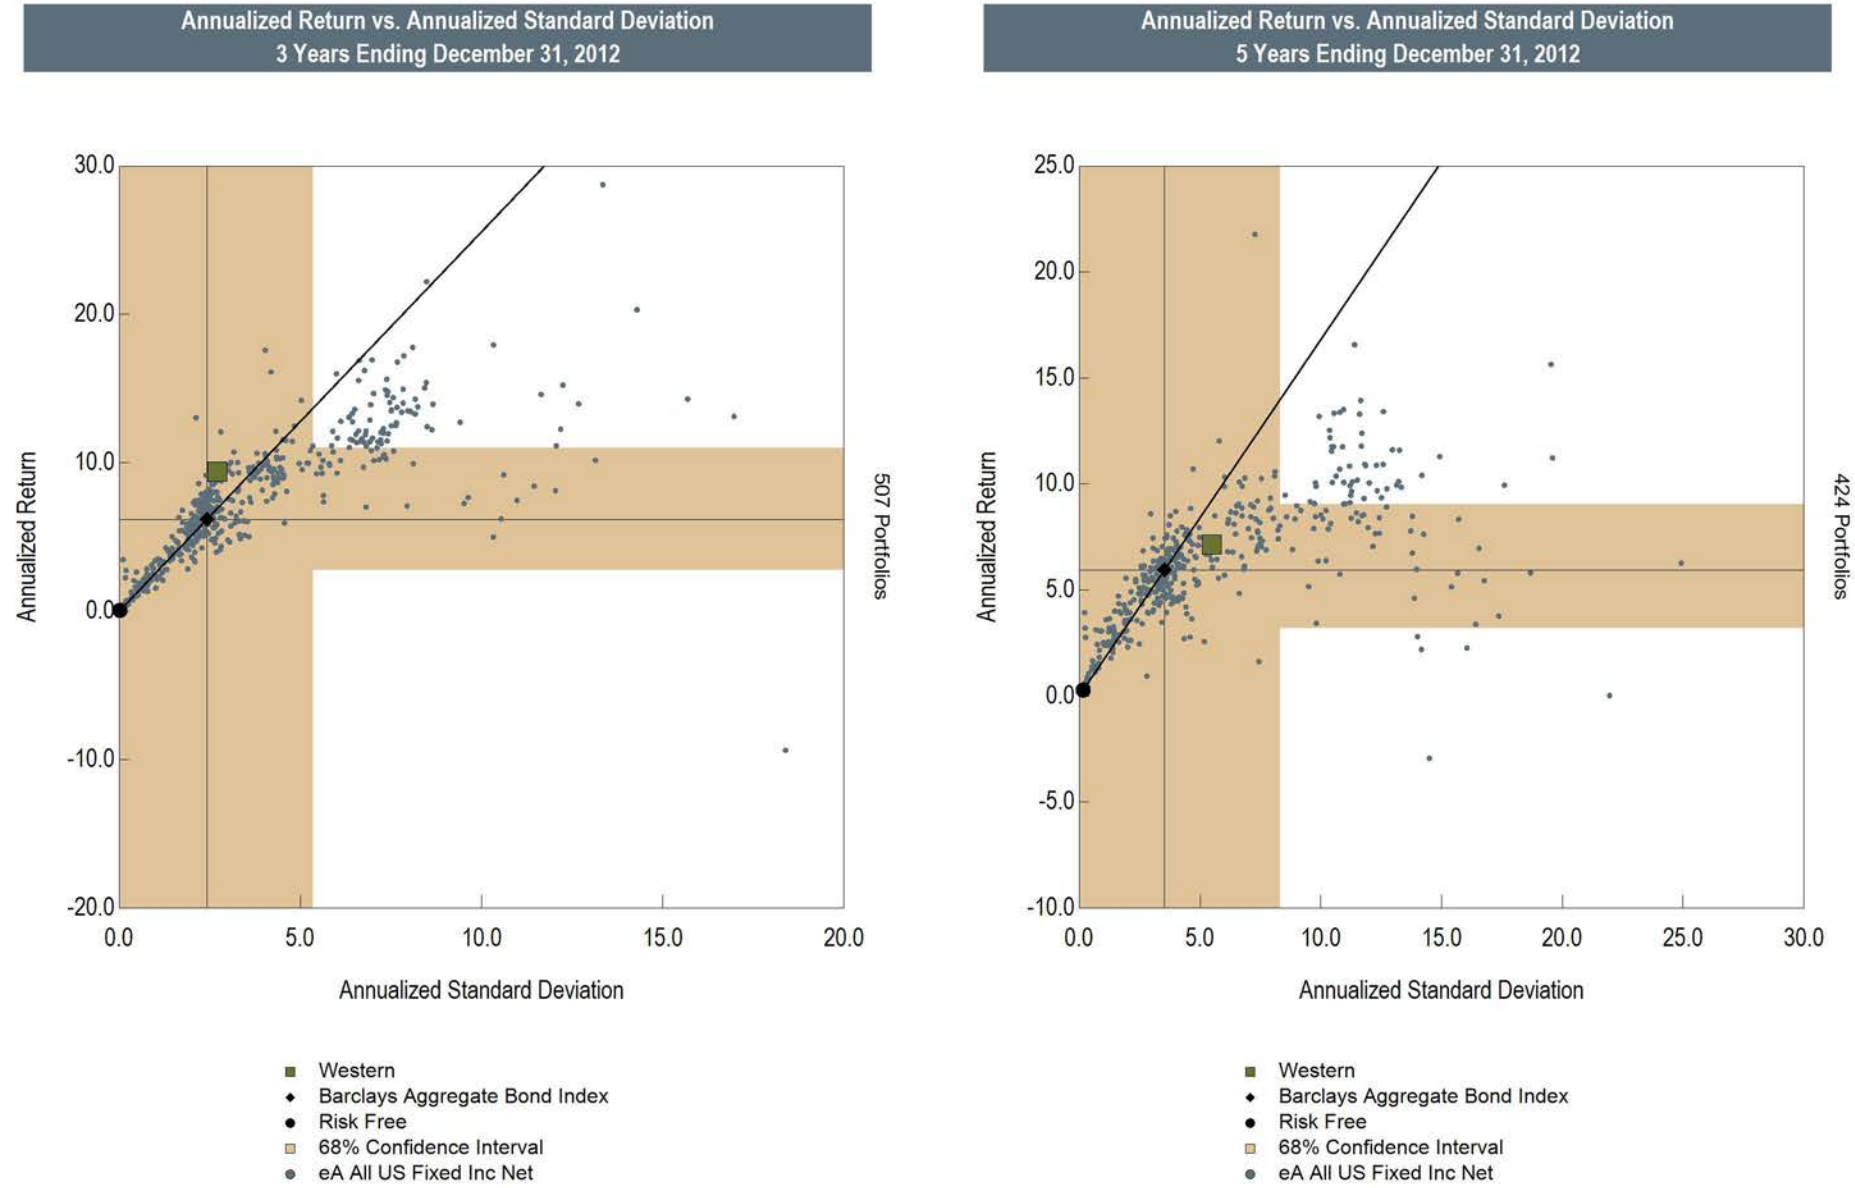 Annualized Return vs. Annualized Standard Deviation
3 Years Ending December 31, 2012
30.0
20.0
10.0
0.0
-10.0
-20.0
0.0 5.0 10.0 15.0 20.0
Annualized Return
Annualized Standard Deviation
507 Portfolios
Western
Barclays Aggregate Bond Index
Risk Free
68% Confidence Interval
eA All US Fixed Inc Net
Annualized Return vs. Annualized Standard Deviation
5 Years Ending December 31, 2012
25.0
20.0
15.0
10.0
5.0
0.0
-5.0
-10.0
0.0 5.0 10.0 15.0 20.0 25.0 30.0
Annualized Return
Annualized Standard Deviation
424 Portfolios
Western
Barclays Aggregate Bond Index
Risk Free
68% Confidence Interval
eA All US Fixed Inc Net